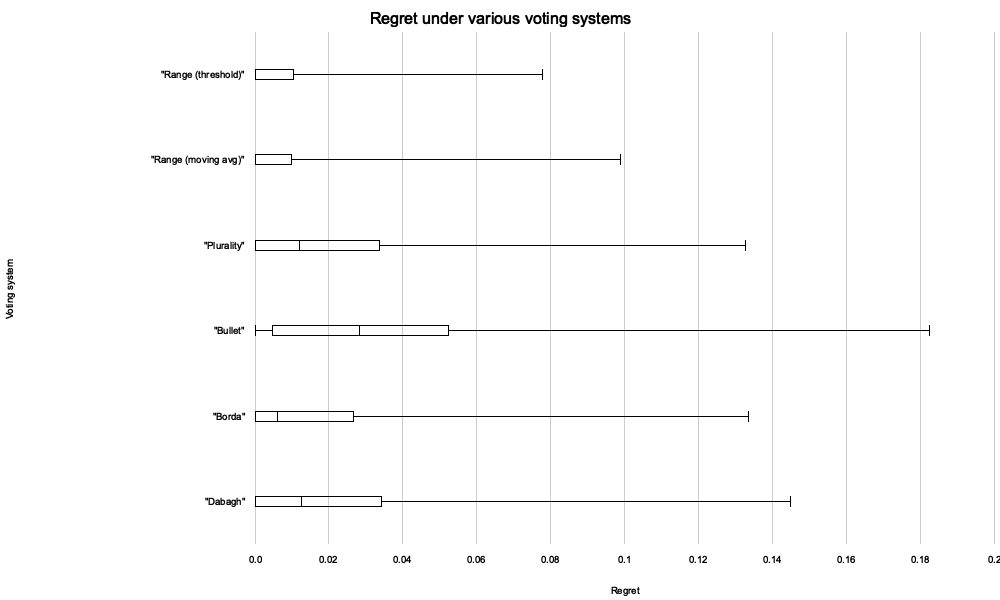 Regret under various voting systems
"Range (threshold)"
"Range (moving avg)"
"Plurality"
Voting system
"Bullet"
"Borda"
"Dabagh"
0.0 0.02 0.04 0.06 0.08 0.1 0.12 0.14 0.16 0.18 0.2
Regret